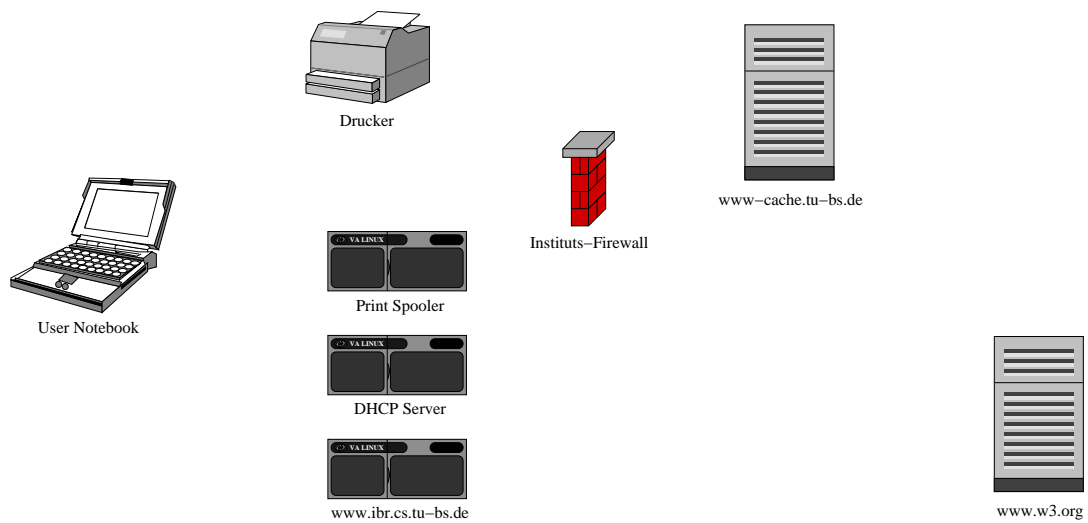 Drucker
www−cache.tu−bs.de
Instituts−Firewall
VA LINUX
Print Spooler
User Notebook
VA LINUX
DHCP Server
VA LINUX
www.ibr.cs.tu−bs.de
www.w3.org